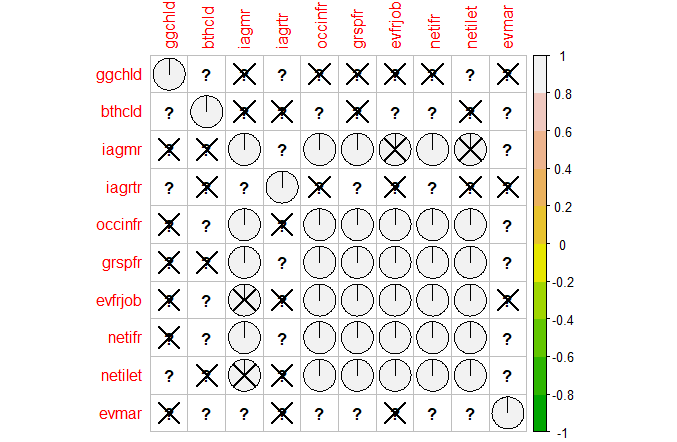 ggchld bthcld iagmr iagrtr occinfr grspfr evfrjob netifr netilet evmar
ggchld ? ? ? ? ? ? ? ? ?
bthcld ? ? ? ? ? ? ? ? ?
iagmr ? ? ? ?
iagrtr ? ? ? ? ? ? ? ? ?
occinfr ? ? ? ?
grspfr ? ? ? ?
evfrjob ? ? ? ?
netifr ? ? ? ?
netilet ? ? ? ?
evmar ? ? ? ? ? ? ? ? ?
1
0.8
0.6
0.4
0.2
0
-0.2
-0.4
-0.6
-0.8
-1